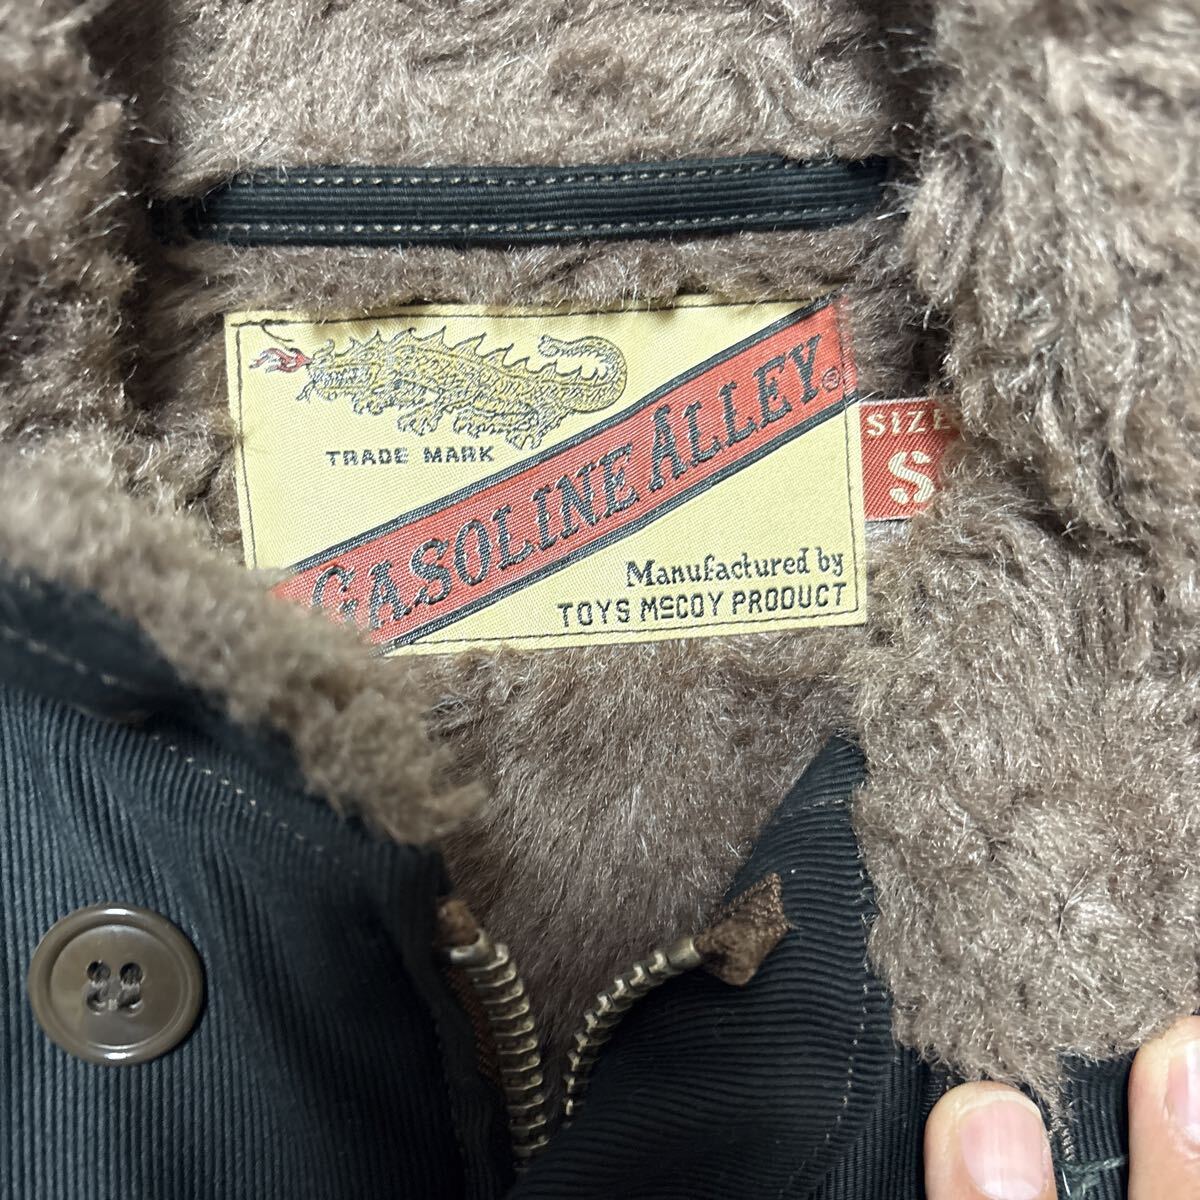 TRADE MARK
GASOLINE ALLEY®
Manufactured by
TOYS McCOY PRODUCT
SIZE
S